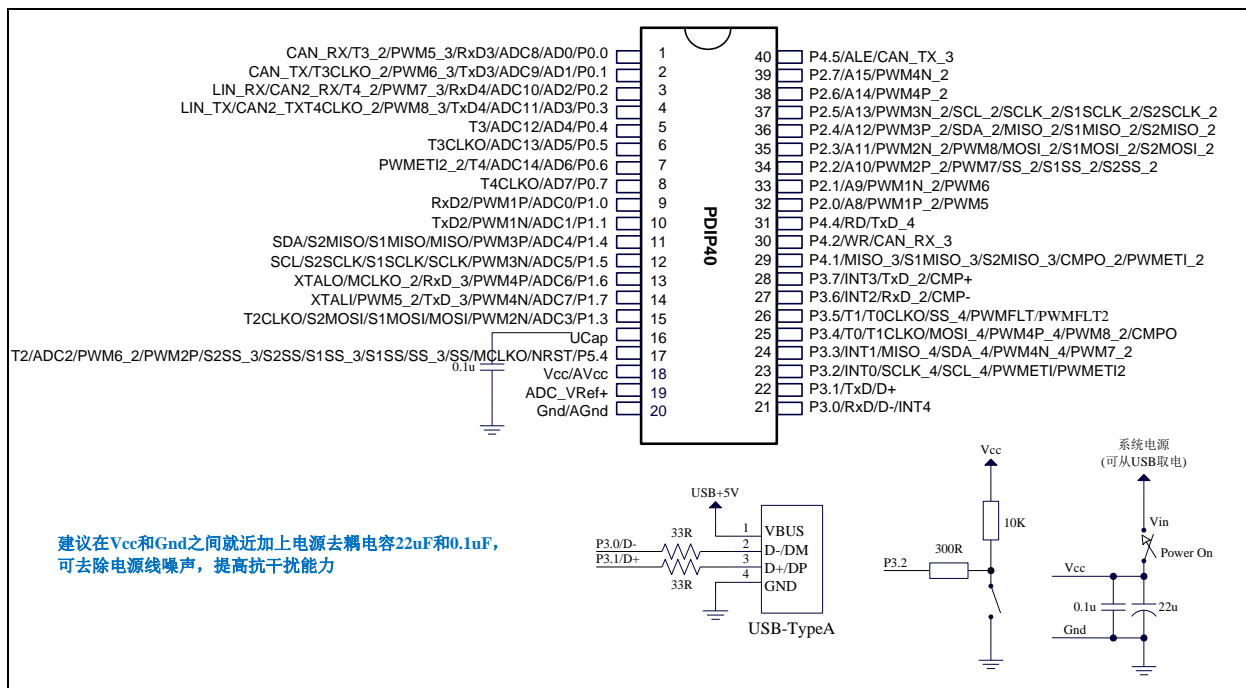 CAN_RX/T3_2/PWM5_3/RxD3/ADC8/AD0/P0.0
CAN_TX/T3CLKO_2/PWM6_3/TxD3/ADC9/AD1/P0.1
LIN_RX/CAN2_RX/T4_2/PWM7_3/RxD4/ADC10/AD2/P0.2
LIN_TX/CAN2_TXT4CLKO_2/PWM8_3/TxD4/ADC11/AD3/P0.3
T3/ADC12/AD4/P0.4
T3CLKO/ADC13/AD5/P0.5
PWMETI2_2/T4/ADC14/AD6/P0.6
T4CLKO/AD7/P0.7
RxD2/PWM1P/ADC0/P1.0
TxD2/PWM1N/ADC1/P1.1
SDA/S2MISO/S1MISO/MISO/PWM3P/ADC4/P1.4
SCL/S2SCLK/S1SCLK/SCLK/PWM3N/ADC5/P1.5
XTALO/MCLKO_2/RxD_3/PWM4P/ADC6/P1.6
XTALI/PWM5_2/TxD_3/PWM4N/ADC7/P1.7
T2CLKO/S2MOSI/S1MOSI/MOSI/PWM2N/ADC3/P1.3
UCap
T2/ADC2/PWM6_2/PWM2P/S2SS_3/S2SS/S1SS_3/S1SS/SS_3/SS/MCLKO/NRST/P5.4
0.1u
Vcc/AVcc
ADC_VRef+
Gnd/AGnd
1
2
3
4
5
6
7
8
9
10
11
12
13
14
15
16
17
18
19
20
PDIP40
40 P4.5/ALE/CAN_TX_3
39 P2.7/A15/PWM4N_2
38 P2.6/A14/PWM4P_2
37 P2.5/A13/PWM3N_2/SCL_2/SCLK_2/S1SCLK_2/S2SCLK_2
36 P2.4/A12/PWM3P_2/SDA_2/MISO_2/S1MISO_2/S2MISO_2
35 P2.3/A11/PWM2N_2/PWM8/MOSI_2/S1MOSI_2/S2MOSI_2
34 P2.2/A10/PWM2P_2/PWM7/SS_2/S1SS_2/S2SS_2
33 P2.1/A9/PWM1N_2/PWM6
32 P2.0/A8/PWM1P_2/PWM5
31 P4.4/RD/TxD_4
30 P4.2/WR/CAN_RX_3
29 P4.1/MISO_3/S1MISO_3/S2MISO_3/CMPO_2/PWMETI_2
28 P3.7/INT3/TxD_2/CMP+
27 P3.6/INT2/RxD_2/CMP-
26 P3.5/T1/T0CLKO/SS_4/PWMFLT/PWMFLT2
25 P3.4/T0/T1CLKO/MOSI_4/PWM4P_4/PWM8_2/CMPO
24 P3.3/INT1/MISO_4/SDA_4/PWM4N_4/PWM7_2
23 P3.2/INT0/SCLK_4/SCL_4/PWMETI/PWMETI2
22 P3.1/TxD/D+
21 P3.0/RxD/D-/INT4
建议在Vcc和Gnd之间就近加上电源去耦电容22uF和0.1uF，
可去除电源线噪声，提高抗干扰能力
USB+5V
P3.0/D-
P3.1/D+
33R
33R
1 VBUS
2 D-/DM
3 D+/DP
4 GND
USB-TypeA
Vcc
10K
300R
P3.2
系统电源
(可从USB取电)
Vin
Power On
Vcc
0.1u
22u
Gnd